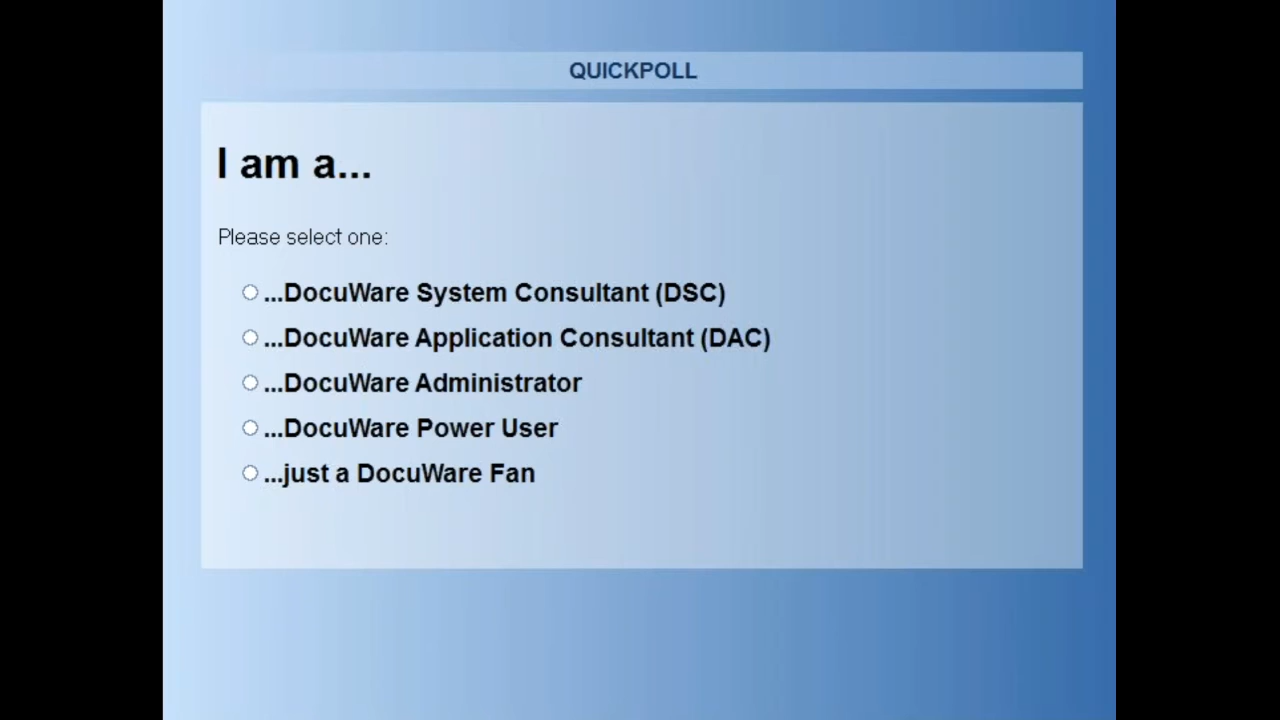 QUICKPOLL
I am a...
Please select one:
...DocuWare System Consultant (DSC)
...DocuWare Application Consultant (DAC)
...DocuWare Administrator
...DocuWare Power User
...just a DocuWare Fan